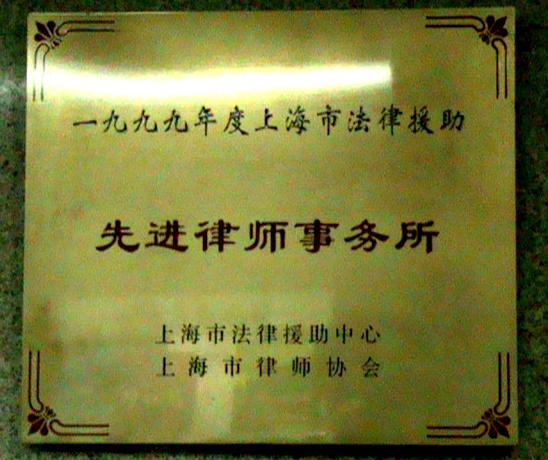 一九九九年度上海市法律援助
先进律师事务所
上海市法律援助中心
上海市律师协会